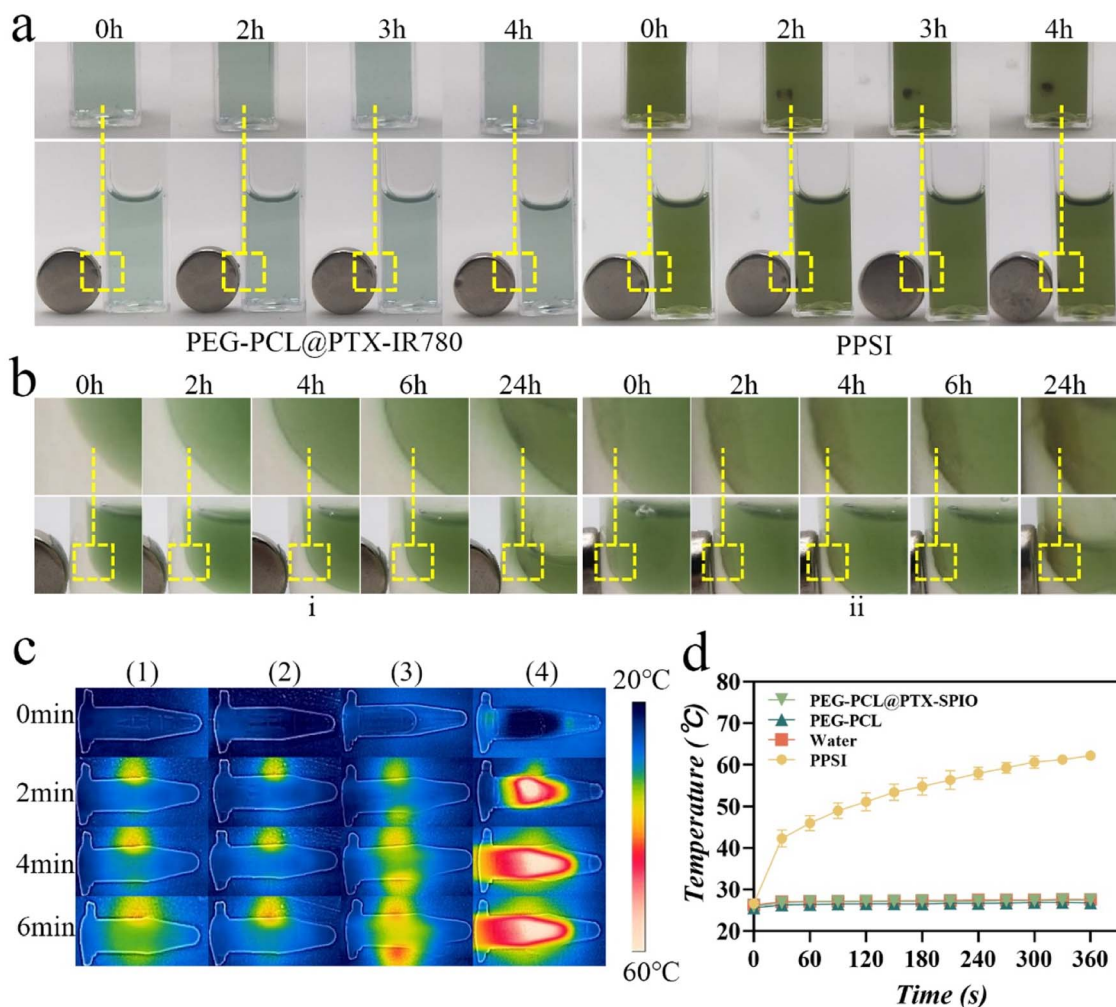 a
0h 2h 3h 4h 0h 2h 3h 4h
PEG-PCL@PTX-IR780 PPSI
b
0h 2h 4h 6h 24h 0h 2h 4h 6h 24h
i ii
c
(1) (2) (3) (4)
0min
2min
4min
6min
20℃
60℃
d
80
70
60
50
40
30
20
Temperature (℃)
PEG-PCL@PTX-SPIO
PEG-PCL
Water
PPSI
0 60 120 180 240 300 360
Time (s)